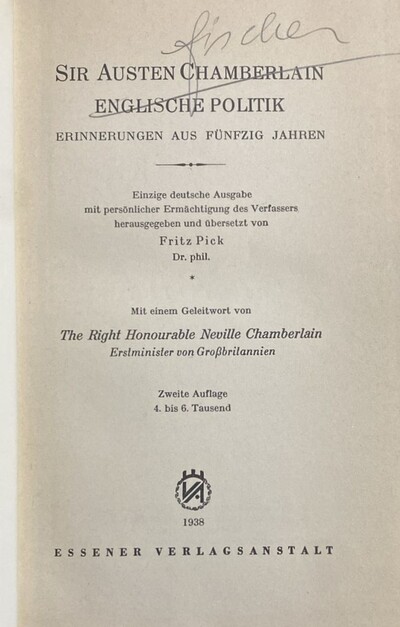 fischer
SIR AUSTEN CHAMBERLAIN
ENGLISCHE POLITIK
ERINNERUNGEN AUS FÜNFZIG JAHREN
Einzige deutsche Ausgabe
mit persönlicher Ermächtigung des Verfassers
herausgegeben und übersetzt von
Fritz Pick
Dr. phil.
*
Mit einem Geleitwort von
The Right Honourable Neville Chamberlain
Erstminister von Großbritannien
Zweite Auflage
4. bis 6. Tausend
1938
ESSENER VERLAGSANSTALT